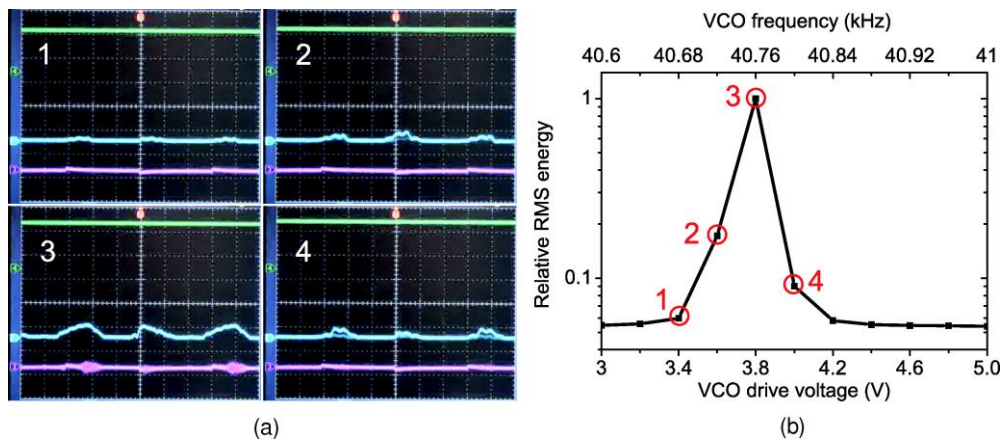 1
2
3
4
(a)
VCO frequency (kHz)
40.6 40.68 40.76 40.84 40.92 41
Relative RMS energy
1
0.1
1
2
3
4
3 3.4 3.8 4.2 4.6 5.0
VCO drive voltage (V)
(b)